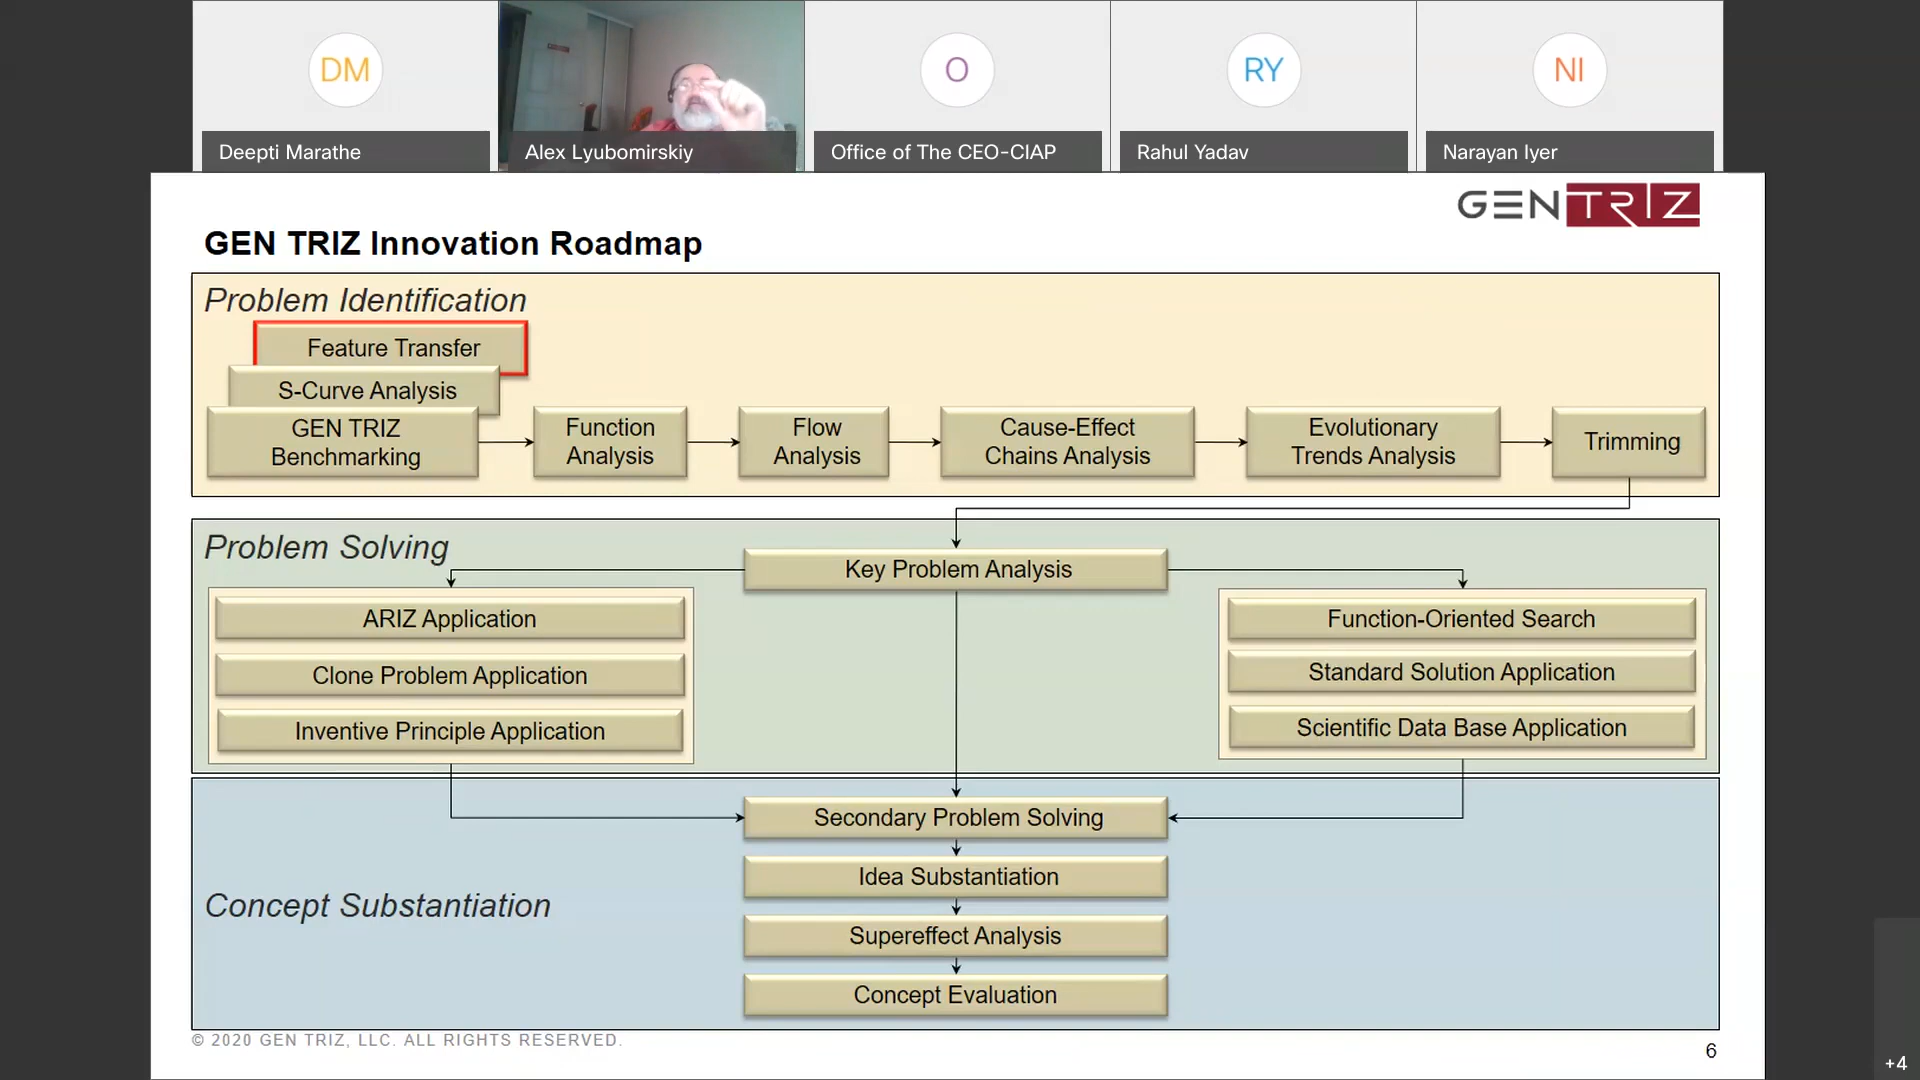 DM
O
RY
NI
Deepti Marathe
Alex Lyubomirskiy
Office of The CEO-CIAP
Rahul Yadav
Narayan Iyer
GEN TRIZ
GEN TRIZ Innovation Roadmap
Problem Identification
Feature Transfer
S-Curve Analysis
GEN TRIZ
Benchmarking
Function
Analysis
Flow
Analysis
Cause-Effect
Chains Analysis
Evolutionary
Trends Analysis
Trimming
Problem Solving
Key Problem Analysis
ARIZ Application
Clone Problem Application
Inventive Principle Application
Function-Oriented Search
Standard Solution Application
Scientific Data Base Application
Secondary Problem Solving
Idea Substantiation
Concept Substantiation
Supereffect Analysis
Concept Evaluation
© 2020 GEN TRIZ, LLC. ALL RIGHTS RESERVED.
6
+4